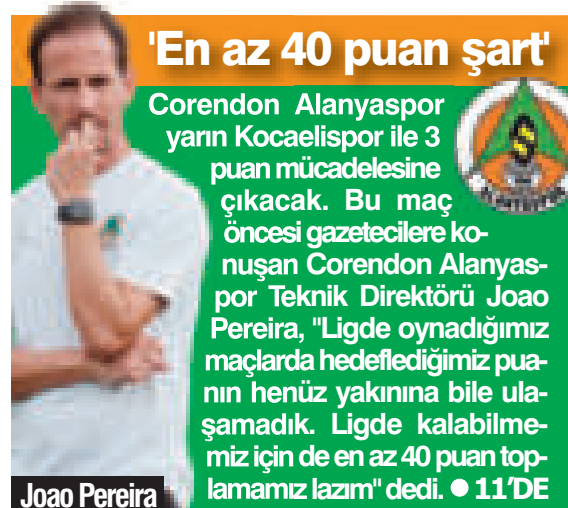 'En az 40 puan şart'
Corendon Alanyaspor
yarın Kocaelispor ile 3
puan mücadelesine
çıkacak. Bu maç
öncesi gazetecilere ko-
nuşan Corendon Alanyas-
por Teknik Direktörü Joao
Pereira, "Ligde oynadığımız
maçlarda hedeflediğimiz pua-
nın henüz yakınına bile ula-
şamadık. Ligde kalabilme-
miz için de en az 40 puan top-
lamamız lazım" dedi. ● 11'DE
Joao Pereira